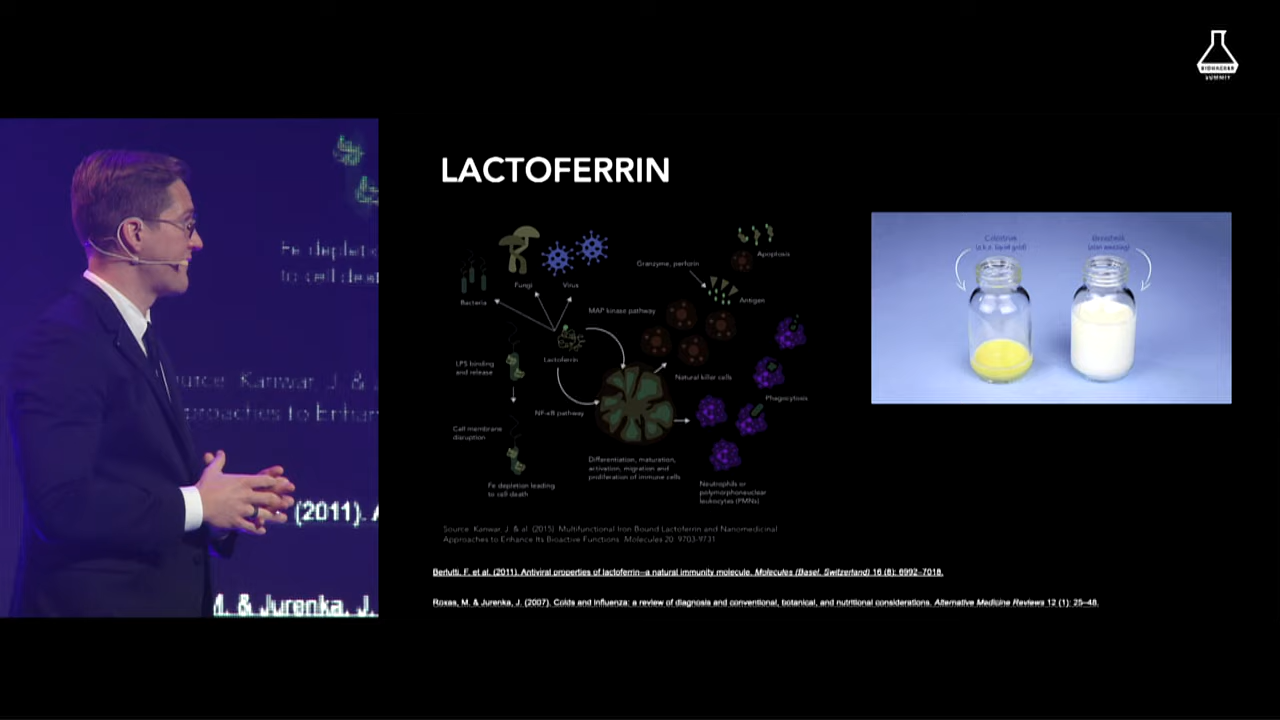 BIOHACKER
SUMMIT
LACTOFERRIN
Colostrum
(a.k.a. liquid gold)
Breastmilk
Apoptosis
Granzyme, perforin
Fungi
Virus
Bacteria
Antigen
MAP kinase pathway
Lactoferrin
LPS binding
and release
Natural killer cells
Phagocytosis
NF-κB pathway
Cell membrane
disruption
Differentiation, maturation,
activation, migration and
proliferation of immune cells
Fe depletion leading
to cell death
Neutrophils or
polymorphoneuclear
leukocytes (PMNs)
Source: Kanwar, J. & al. (2015). Multifunctional Iron Bound Lactoferrin and Nanomedicinal
Approaches to Enhance Its Bioactive Functions. Molecules 20: 9703-9731
Berlutti, F. et al. (2011). Antiviral properties of lactoferrin—a natural immunity molecule. Molecules (Basel, Switzerland) 16 (8): 6992–7018.
Roxas, M. & Jurenka, J. (2007). Colds and influenza: a review of diagnosis and conventional, botanical, and nutritional considerations. Alternative Medicine Reviews 12 (1): 25–48.
Fe deplet
to cell deat
urce: Kanwar, J. &
proaches to Enhan
(2011). A
M. & Jurenka, J.